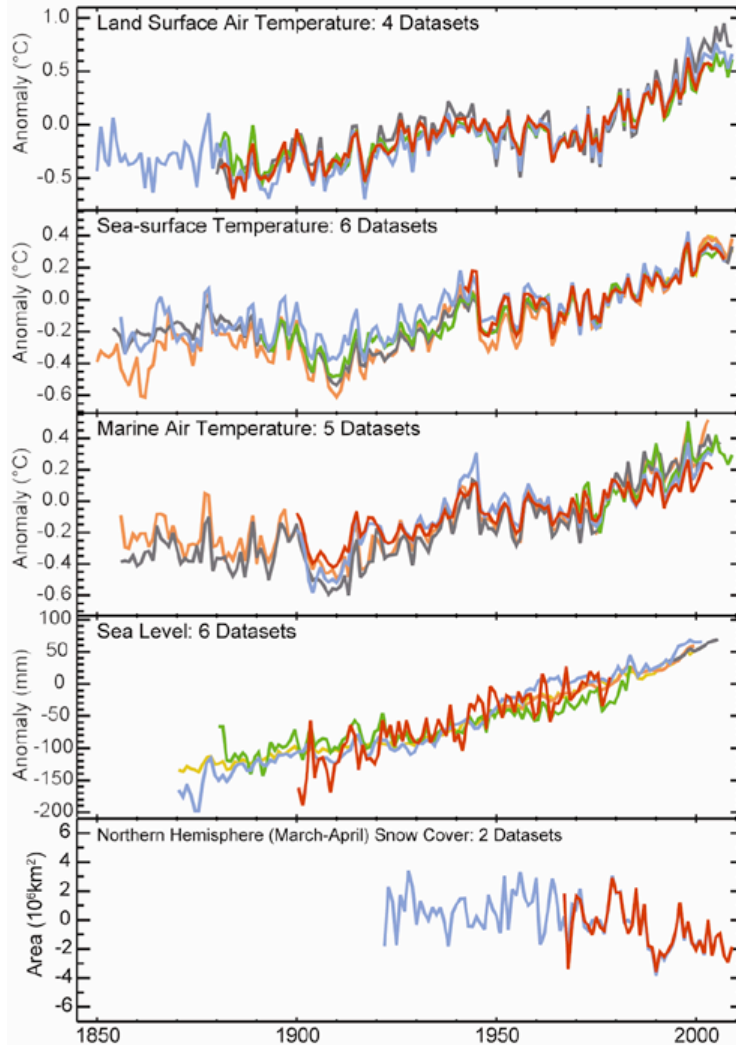 Land Surface Air Temperature: 4 Datasets
Anomaly (°C)
1.0
0.5
0.0
-0.5
Sea-surface Temperature: 6 Datasets
Anomaly (°C)
0.4
0.2
0.0
-0.2
-0.4
-0.6
Marine Air Temperature: 5 Datasets
Anomaly (°C)
0.4
0.2
0.0
-0.2
-0.4
-0.6
Sea Level: 6 Datasets
Anomaly (mm)
100
50
0
-50
-100
-150
-200
Northern Hemisphere (March-April) Snow Cover: 2 Datasets
Area (10⁶km²)
6
4
2
0
-2
-4
-6
1850 1900 1950 2000